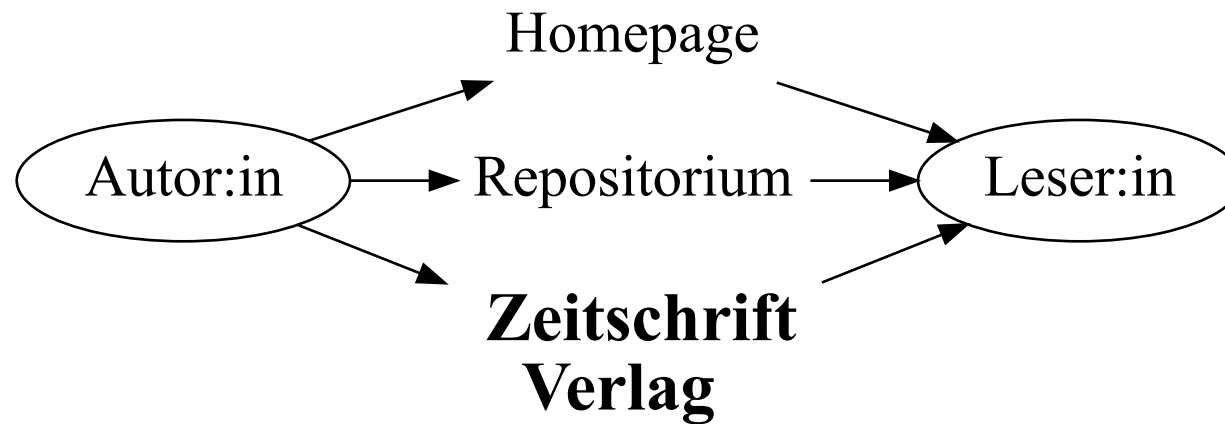 Homepage
Autor:in
Repositorium
Leser:in
Zeitschrift
Verlag